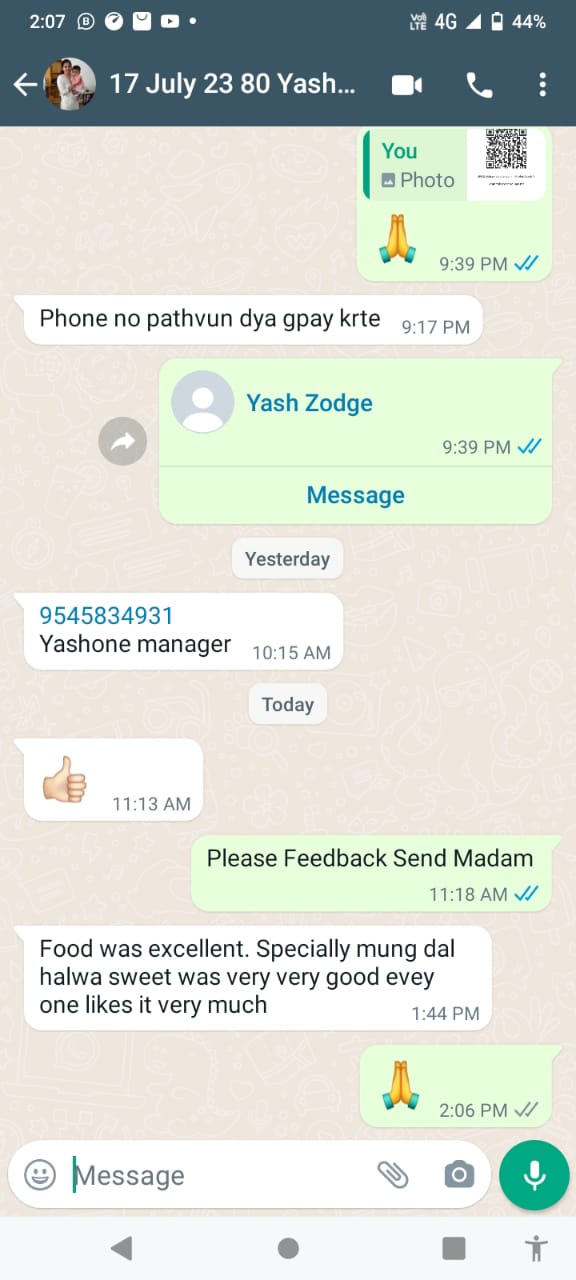 2:07
Vol LTE 4G 44%
17 July 23 80 Yash...
You
Photo
🙏
9:39 PM
Phone no pathvun dya gpay krte
9:17 PM
Yash Zodge
9:39 PM
Message
Yesterday
9545834931
Yashone manager
10:15 AM
Today
👍🏻
11:13 AM
Please Feedback Send Madam
11:18 AM
Food was excellent. Specially mung dal
halwa sweet was very very good evey
one likes it very much
1:44 PM
🙏
2:06 PM
Message